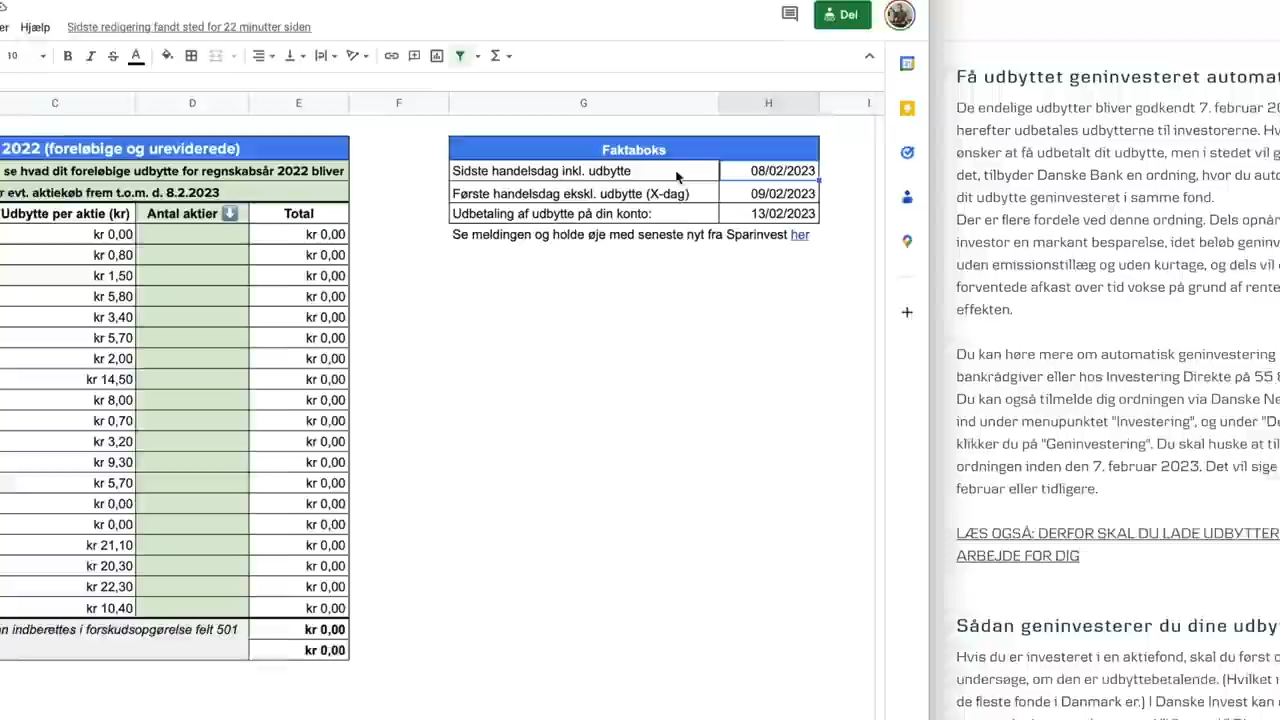 Hjælp Sidste redigering fandt sted for 22 minutter siden
Del
10 B I S A
C D E F G H I
2022 (foreløbige og ureviderede)
se hvad dit foreløbige udbytte for regnskabsår 2022 bliver
evt. aktiekøb frem t.o.m. d. 8.2.2023
Udbytte per aktie (kr) Antal aktier Total
kr 0,00 kr 0,00
kr 0,80 kr 0,00
kr 1,50 kr 0,00
kr 5,80 kr 0,00
kr 3,40 kr 0,00
kr 5,70 kr 0,00
kr 2,00 kr 0,00
kr 14,50 kr 0,00
kr 8,00 kr 0,00
kr 0,70 kr 0,00
kr 3,20 kr 0,00
kr 9,30 kr 0,00
kr 5,70 kr 0,00
kr 0,00 kr 0,00
kr 0,00 kr 0,00
kr 21,10 kr 0,00
kr 20,30 kr 0,00
kr 22,30 kr 0,00
kr 10,40 kr 0,00
indberettes i forskudsopgørelse felt 501 kr 0,00
kr 0,00
Faktaboks
Sidste handelsdag inkl. udbytte 08/02/2023
Første handelsdag ekskl. udbytte (X-dag) 09/02/2023
Udbetaling af udbytte på din konto: 13/02/2023
Se meldingen og holde øje med seneste nyt fra Sparinvest her
Få udbyttet geninvesteret automa
De endelige udbytter bliver godkendt 7. februar 20
herefter udbetales udbytterne til investorerne. Hv
ønsker at få udbetalt dit udbytte, men i stedet vil g
det, tilbyder Danske Bank en ordning, hvor du auto
dit udbytte geninvesteret i samme fond.
Der er flere fordele ved denne ordning. Dels opnår
investor en markant besparelse, idet beløb geninv
uden emissionstillæg og uden kurtage, og dels vil
forventede afkast over tid vokse på grund af rente
effekten.
Du kan høre mere om automatisk geninvestering
bankrådgiver eller hos Investering Direkte på 55 8
Du kan også tilmelde dig ordningen via Danske Ne
ind under menupunktet "Investering", og under "De
klikker du på "Geninvestering". Du skal huske at til
ordningen inden den 7. februar 2023. Det vil sige
februar eller tidligere.
LÆS OGSÅ: DERFOR SKAL DU LADE UDBYTTER
ARBEJDE FOR DIG
Sådan geninvesterer du dine udby
Hvis du er investeret i en aktiefond, skal du først o
undersøge, om den er udbyttebetalende. (Hvilket
de fleste fonde i Danmark er.) I Danske Invest kan